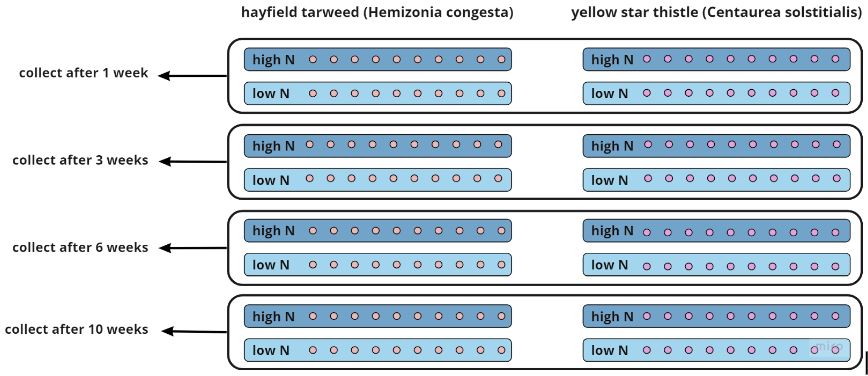 hayfield tarweed (Hemizonia congesta) yellow star thistle (Centaurea solstitialis)
high N high N
collect after 1 week
low N low N
high N high N
collect after 3 weeks
low N low N
high N high N
collect after 6 weeks
low N low N
high N high N
collect after 10 weeks
low N low N
miro